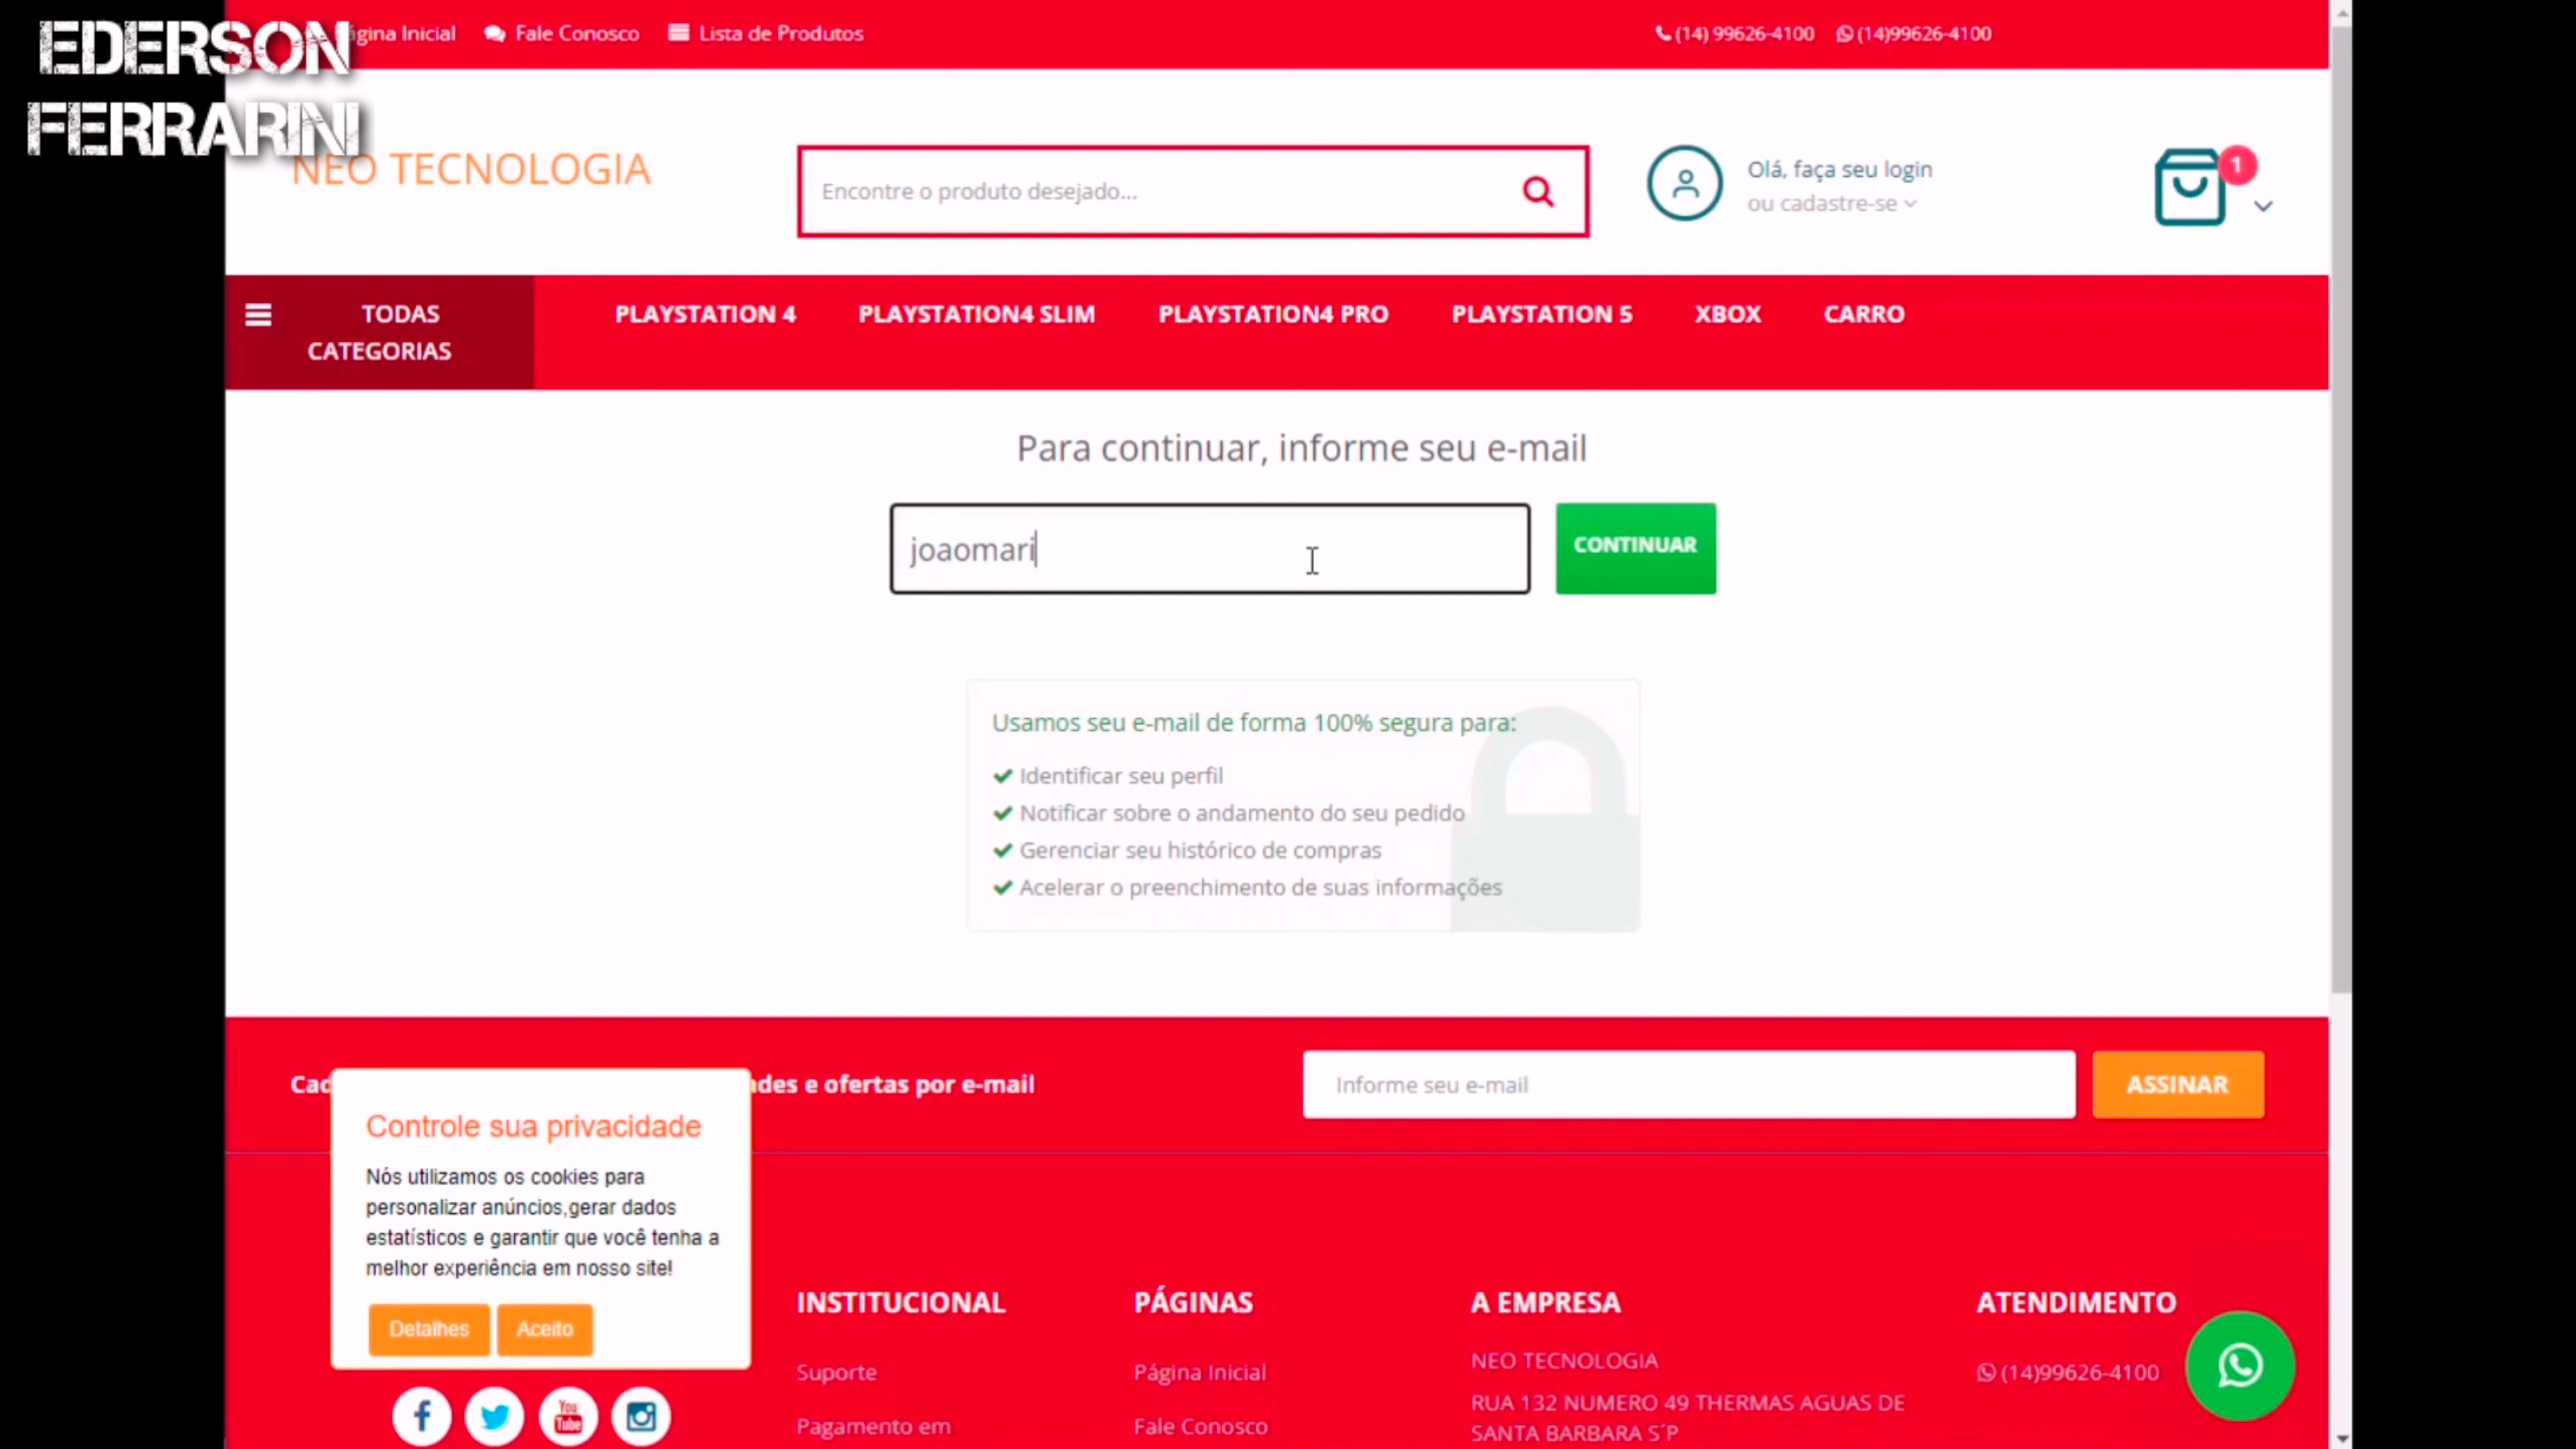 EDERSON
FERRARINI
Página Inicial
Fale Conosco
Lista de Produtos
(14) 99626-4100
(14)99626-4100
NEO TECNOLOGIA
Encontre o produto desejado...
Olá, faça seu login
ou cadastre-se
1
TODAS
CATEGORIAS
PLAYSTATION 4
PLAYSTATION4 SLIM
PLAYSTATION4 PRO
PLAYSTATION 5
XBOX
CARRO
Para continuar, informe seu e-mail
joaomari
CONTINUAR
Usamos seu e-mail de forma 100% segura para:
Identificar seu perfil
Notificar sobre o andamento do seu pedido
Gerenciar seu histórico de compras
Acelerar o preenchimento de suas informações
e ofertas por e-mail
Informe seu e-mail
ASSINAR
Controle sua privacidade
Nós utilizamos os cookies para
personalizar anúncios,gerar dados
estatísticos e garantir que você tenha a
melhor experiência em nosso site!
Detalhes
Aceito
You
Tube
INSTITUCIONAL
Suporte
Pagamento em
PÁGINAS
Página Inicial
Fale Conosco
A EMPRESA
NEO TECNOLOGIA
RUA 132 NUMERO 49 THERMAS AGUAS DE
SANTA BARBARA S´P
ATENDIMENTO
(14)99626-4100